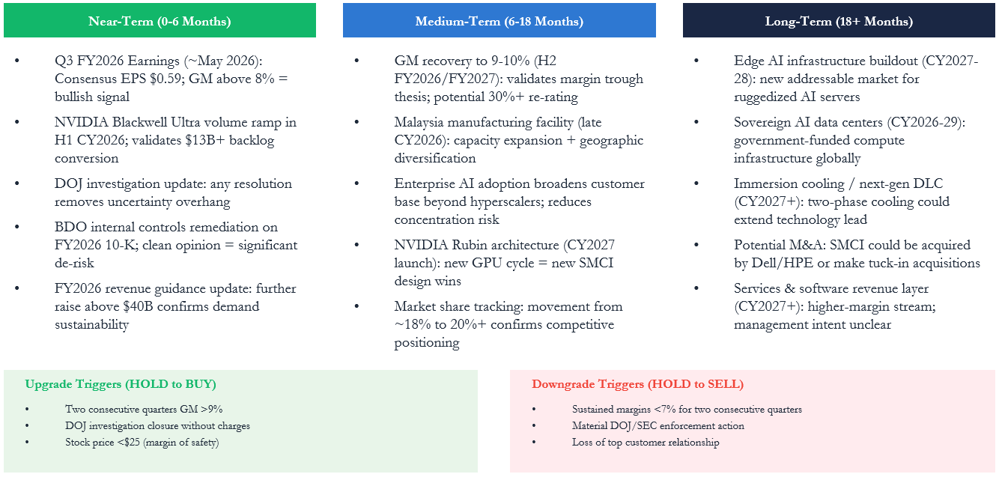 Near-Term (0-6 Months)
• Q3 FY2026 Earnings (~May 2026):
Consensus EPS $0.59; GM above 8% =
bullish signal
• NVIDIA Blackwell Ultra volume ramp in
H1 CY2026; validates $13B+ backlog
conversion
• DOJ investigation update: any resolution
removes uncertainty overhang
• BDO internal controls remediation on
FY2026 10-K; clean opinion = significant
de-risk
• FY2026 revenue guidance update: further
raise above $40B confirms demand
sustainability
Medium-Term (6-18 Months)
• GM recovery to 9-10% (H2
FY2026/FY2027): validates margin trough
thesis; potential 30%+ re-rating
• Malaysia manufacturing facility (late
CY2026): capacity expansion + geographic
diversification
• Enterprise AI adoption broadens customer
base beyond hyperscalers; reduces
concentration risk
• NVIDIA Rubin architecture (CY2027
launch): new GPU cycle = new SMCI
design wins
• Market share tracking: movement from
~18% to 20%+ confirms competitive
positioning
Long-Term (18+ Months)
• Edge AI infrastructure buildout (CY2027-
28): new addressable market for
ruggedized AI servers
• Sovereign AI data centers (CY2026-29):
government-funded compute
infrastructure globally
• Immersion cooling / next-gen DLC
(CY2027+): two-phase cooling could
extend technology lead
• Potential M&A: SMCI could be acquired
by Dell/HPE or make tuck-in acquisitions
• Services & software revenue layer
(CY2027+): higher-margin stream;
management intent unclear
Upgrade Triggers (HOLD to BUY)
• Two consecutive quarters GM >9%
• DOJ investigation closure without charges
• Stock price <$25 (margin of safety)
Downgrade Triggers (HOLD to SELL)
• Sustained margins <7% for two consecutive quarters
• Material DOJ/SEC enforcement action
• Loss of top customer relationship